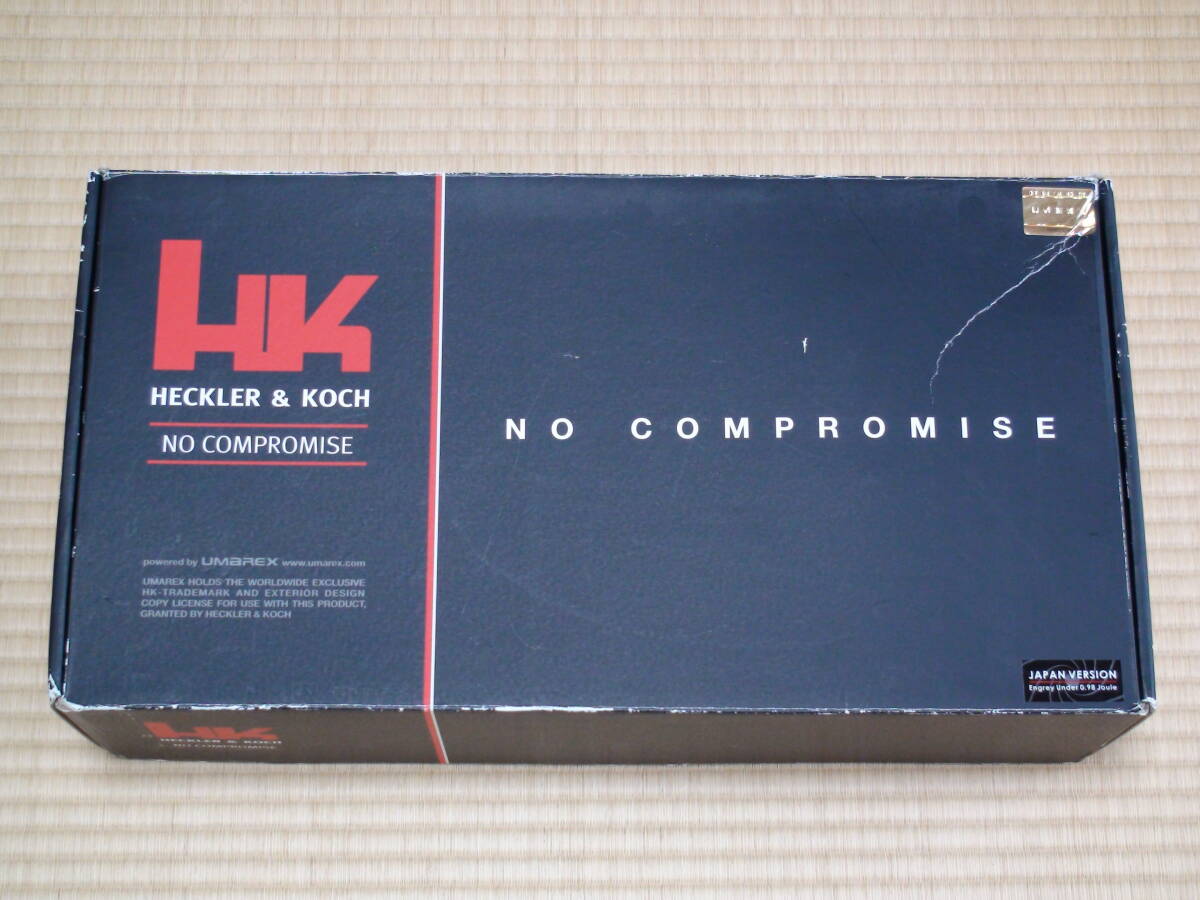 HK
HECKLER & KOCH
NO COMPROMISE
NO COMPROMISE
powered by UMAREX www.umarex.com
UMAREX HOLDS THE WORLDWIDE EXCLUSIVE
HK-TRADEMARK AND EXTERIOR DESIGN
COPY LICENSE FOR USE WITH THIS PRODUCT,
GRANTED BY HECKLER & KOCH
JAPAN VERSION
Engrey Under 0.98 Joule
HK
HECKLER & KOCH
NO COMPROMISE